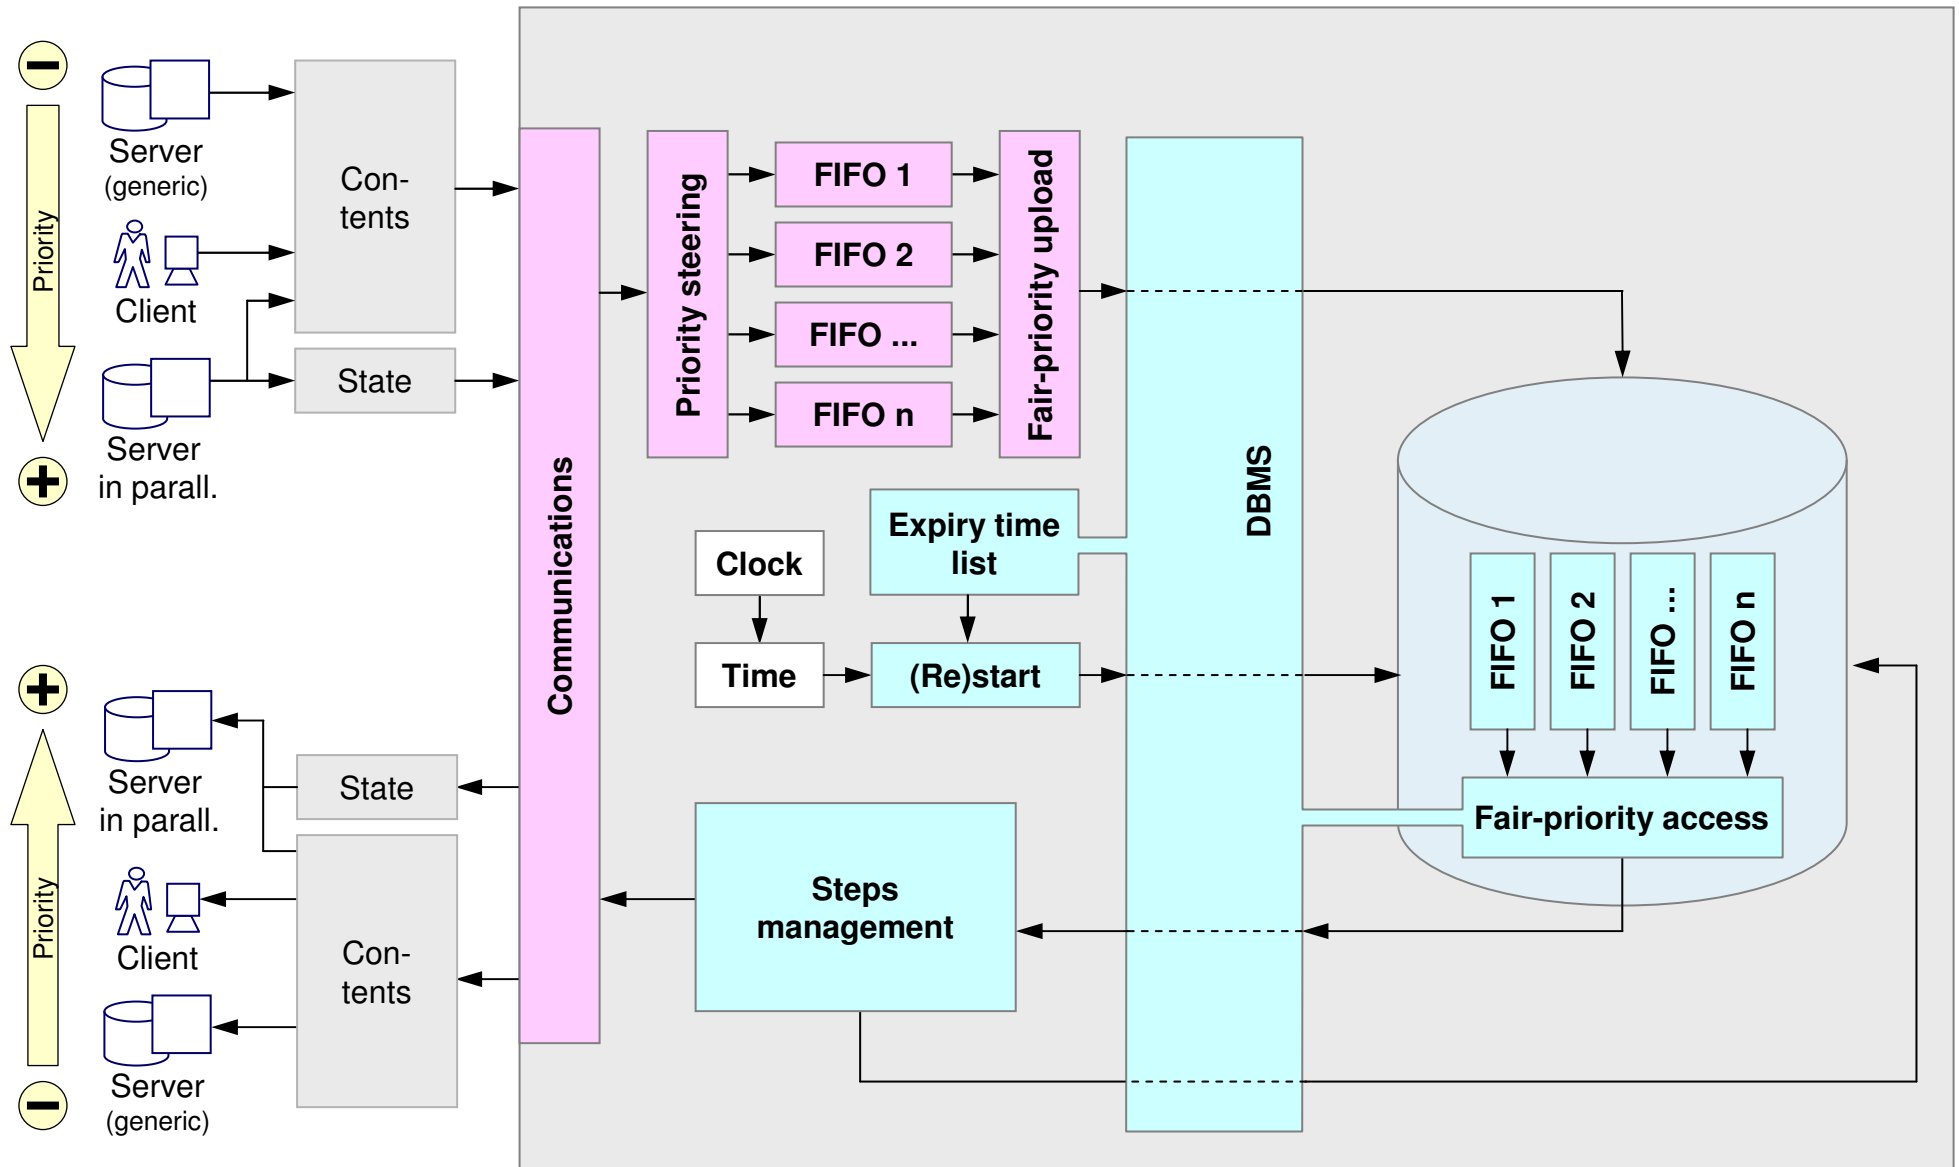 Priority
Server
(generic)
Client
Server
in parall.
Con-
tents
State
Communications
Priority steering
FIFO 1
FIFO 2
FIFO ...
FIFO n
Fair-priority upload
DBMS
Expiry time
list
Clock
Time
(Re)start
FIFO 1
FIFO 2
FIFO ...
FIFO n
Fair-priority access
Steps
management
Priority
Server
in parall.
Client
Server
(generic)
State
Con-
tents